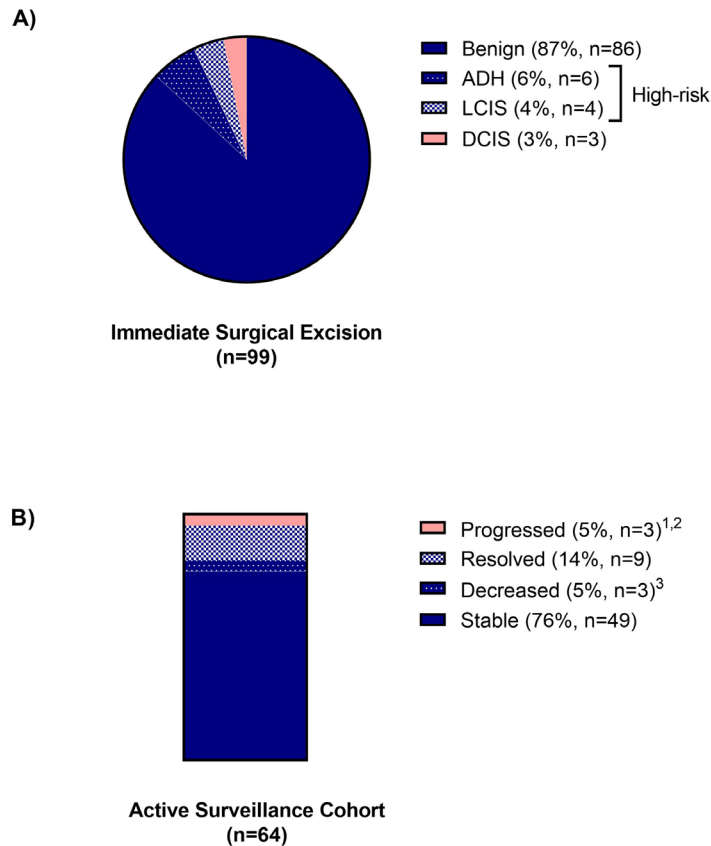 A)
Benign (87%, n=86)
ADH (6%, n=6)
LCIS (4%, n=4)
High-risk
DCIS (3%, n=3)
Immediate Surgical Excision
(n=99)
B)
Progressed (5%, n=3)1,2
Resolved (14%, n=9)
Decreased (5%, n=3)3
Stable (76%, n=49)
Active Surveillance Cohort
(n=64)